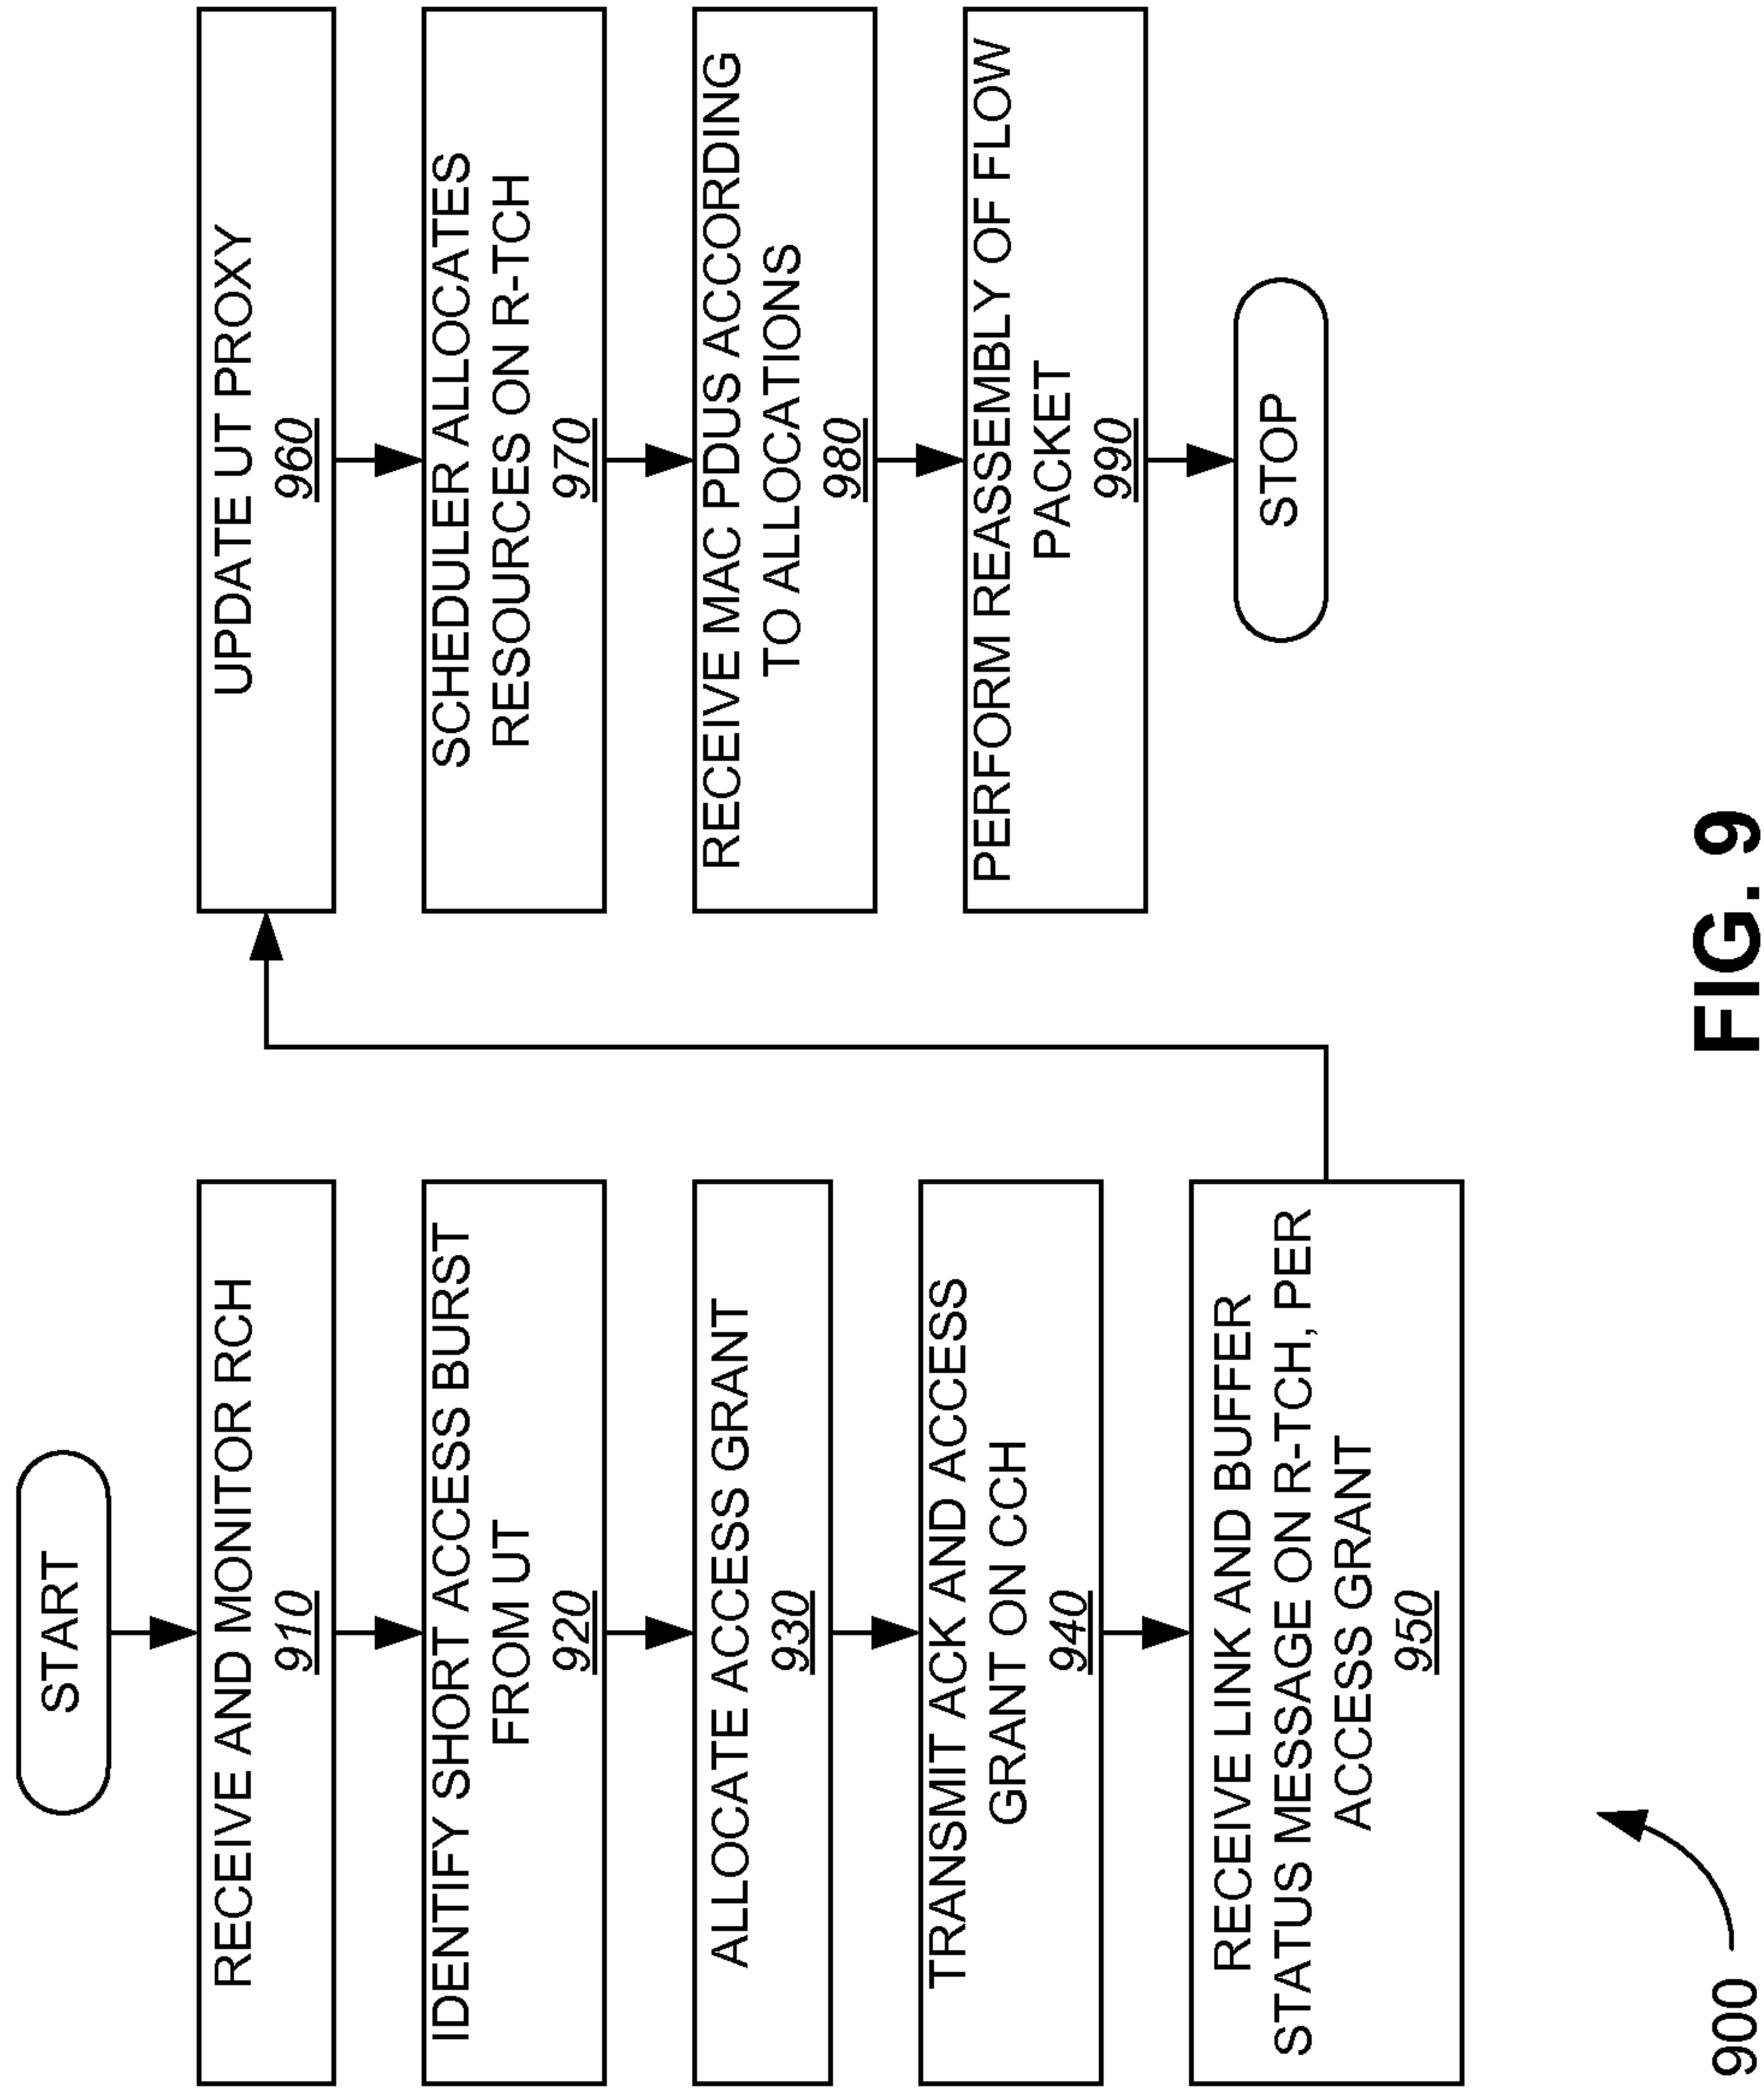 START
RECEIVE AND MONITOR RCH
910
IDENTIFY SHORT ACCESS BURST
FROM UT
920
ALLOCATE ACCESS GRANT
930
TRANSMIT ACK AND ACCESS
GRANT ON CCH
940
RECEIVE LINK AND BUFFER
STATUS MESSAGE ON R-TCH, PER
ACCESS GRANT
950
UPDATE UT PROXY
960
SCHEDULER ALLOCATES
RESOURCES ON R-TCH
970
RECEIVE MAC PDUS ACCORDING
TO ALLOCATIONS
980
PERFORM REASSEMBLY OF FLOW
PACKET
990
STOP
900
FIG. 9